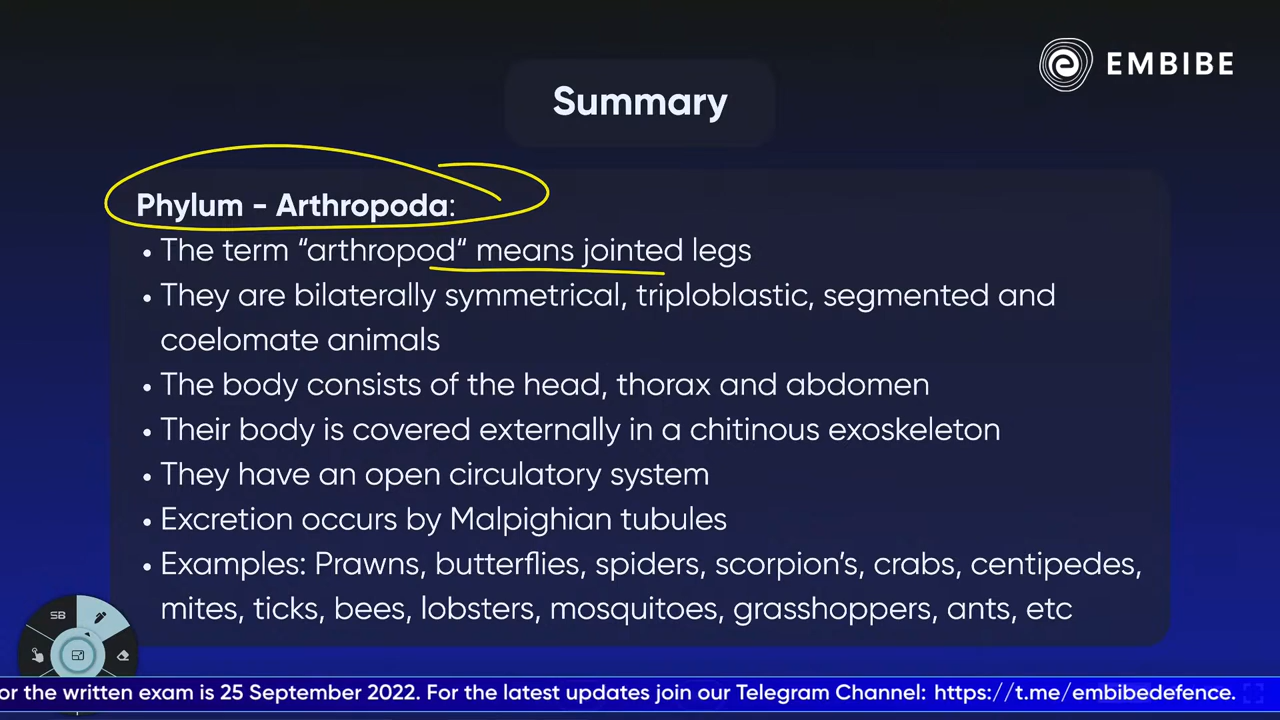 EMBIBE
Summary
Phylum - Arthropoda:
• The term “arthropod“ means jointed legs
• They are bilaterally symmetrical, triploblastic, segmented and
coelomate animals
• The body consists of the head, thorax and abdomen
• Their body is covered externally in a chitinous exoskeleton
• They have an open circulatory system
• Excretion occurs by Malpighian tubules
• Examples: Prawns, butterflies, spiders, scorpion’s, crabs, centipedes,
mites, ticks, bees, lobsters, mosquitoes, grasshoppers, ants, etc
SB
or the written exam is 25 September 2022. For the latest updates join our Telegram Channel: https://t.me/embibedefence.